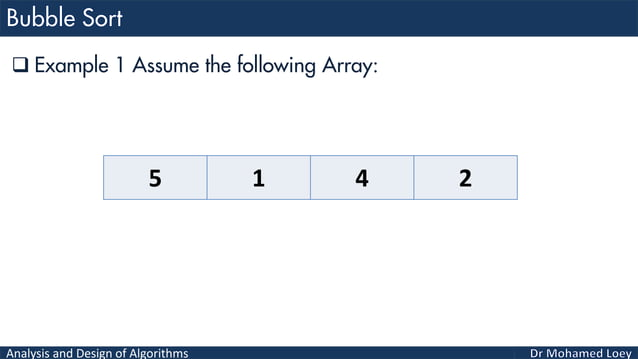 Bubble Sort
❑ Example 1 Assume the following Array:
5 1 4 2
Analysis and Design of Algorithms Dr Mohamed Loey